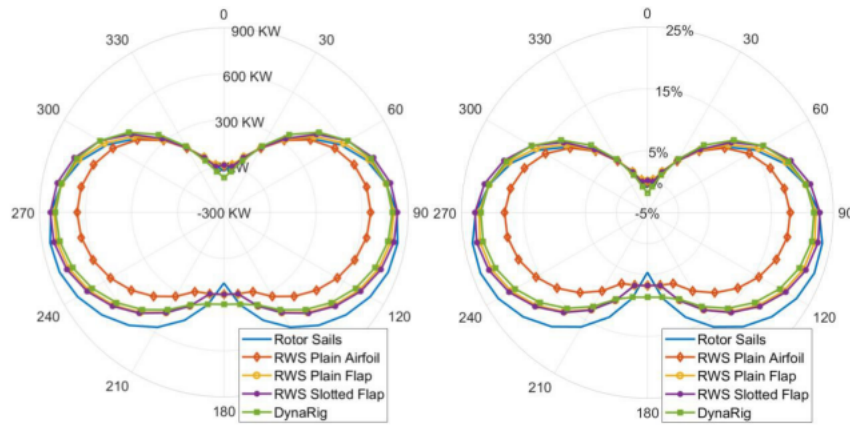 0
330
30
900 KW
600 KW
300 KW
W
-300 KW
300
60
270
90
240
120
210
180
Rotor Sails
RWS Plain Airfoil
RWS Plain Flap
RWS Slotted Flap
DynaRig
0
330
30
25%
15%
5%
%
-5%
300
60
270
90
240
120
210
180
Rotor Sails
RWS Plain Airfoil
RWS Plain Flap
RWS Slotted Flap
DynaRig